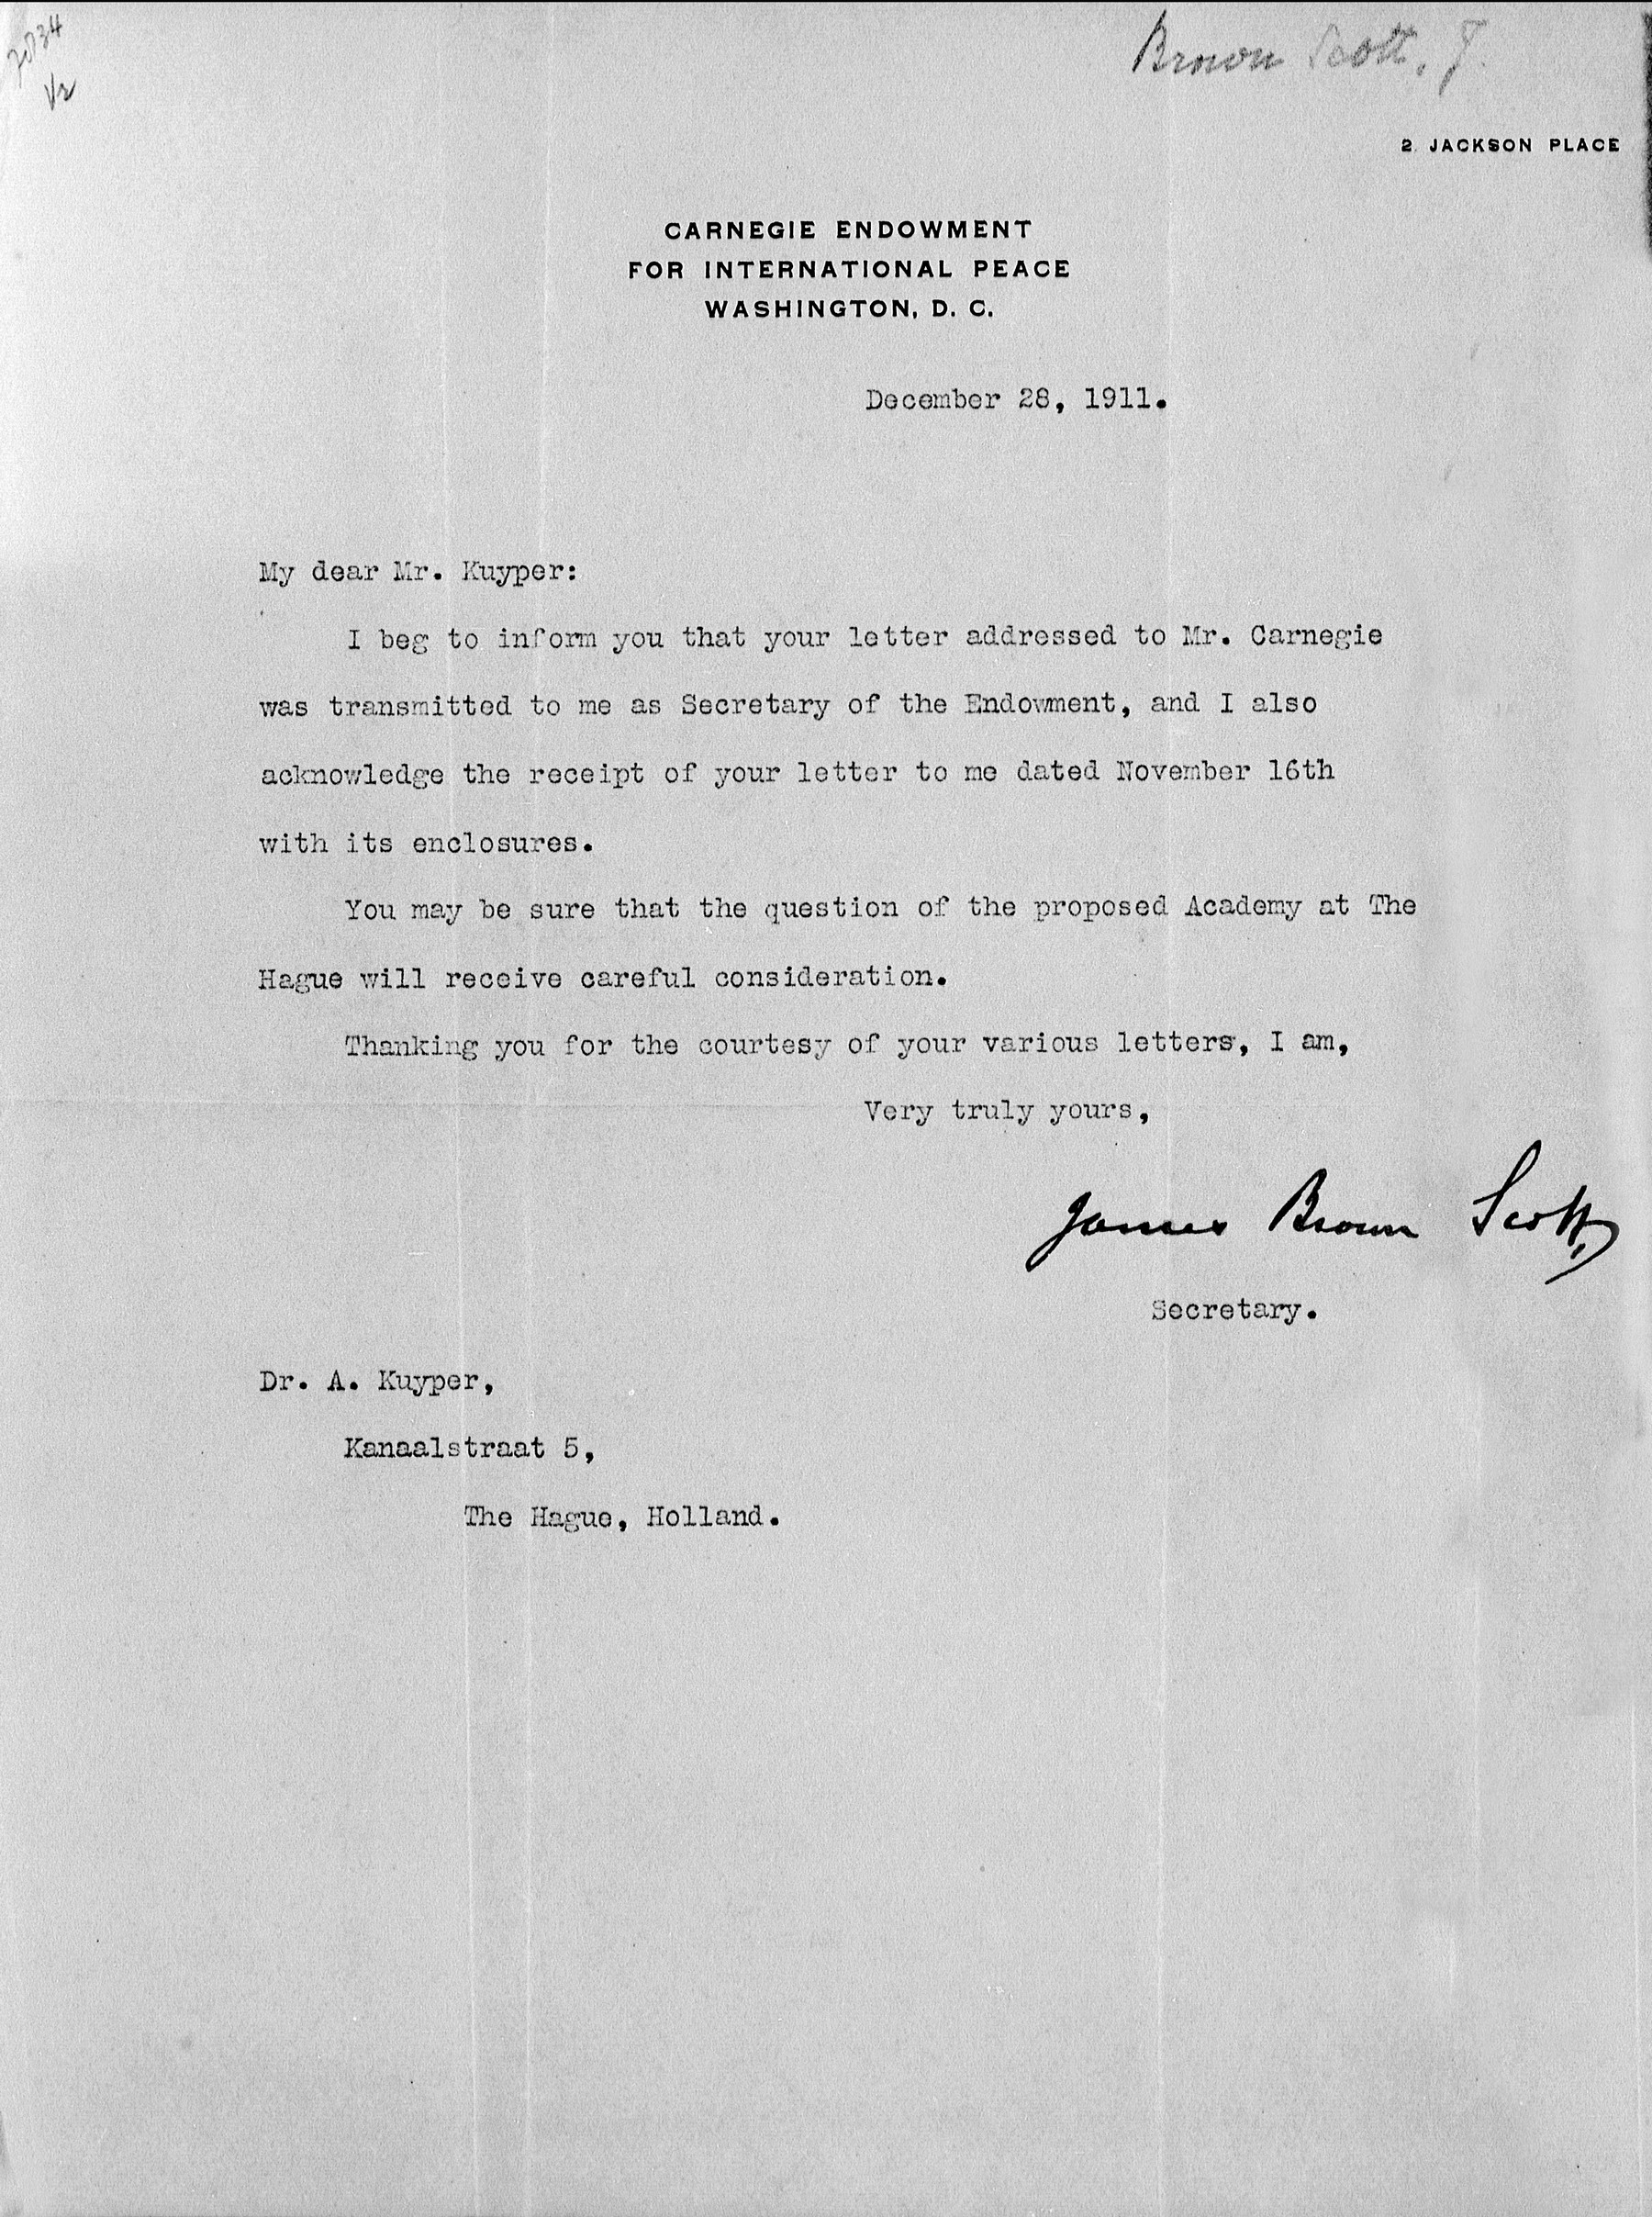 Brown Scott, J.
2 JACKSON PLACE
CARNEGIE ENDOWMENT
FOR INTERNATIONAL PEACE
WASHINGTON, D. C.
December 28, 1911.
My dear Mr. Kuyper:
I beg to inform you that your letter addressed to Mr. Carnegie
was transmitted to me as Secretary of the Endowment, and I also
acknowledge the receipt of your letter to me dated November 16th
with its enclosures.
You may be sure that the question of the proposed Academy at The
Hague will receive careful consideration.
Thanking you for the courtesy of your various letters, I am,
Very truly yours,
James Brown Scott,
Secretary.
Dr. A. Kuyper,
Kanaalstraat 5,
The Hague, Holland.